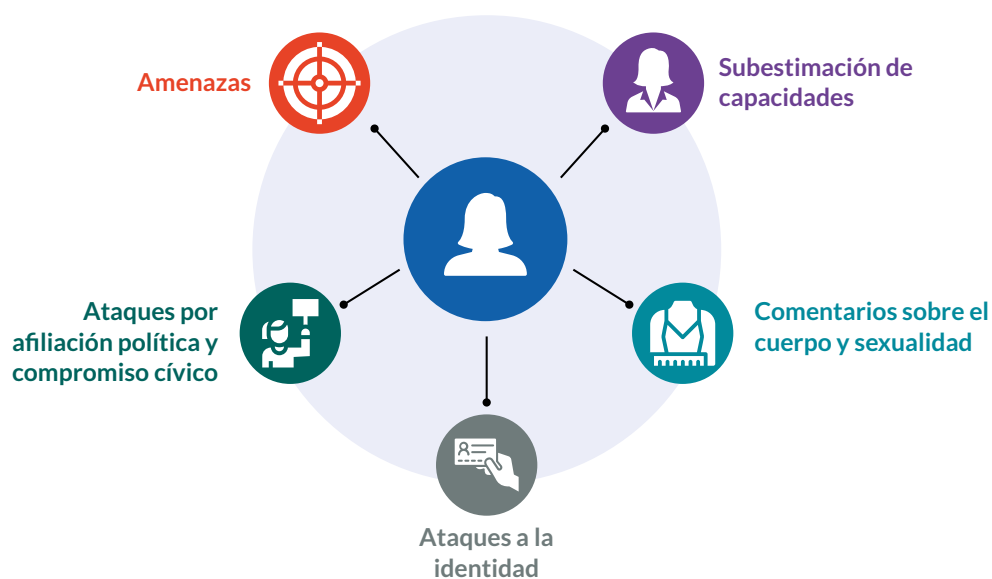 Amenazas
Subestimación de
capacidades
Ataques por
afiliación política y
compromiso cívico
Comentarios sobre el
cuerpo y sexualidad
Ataques a la
identidad